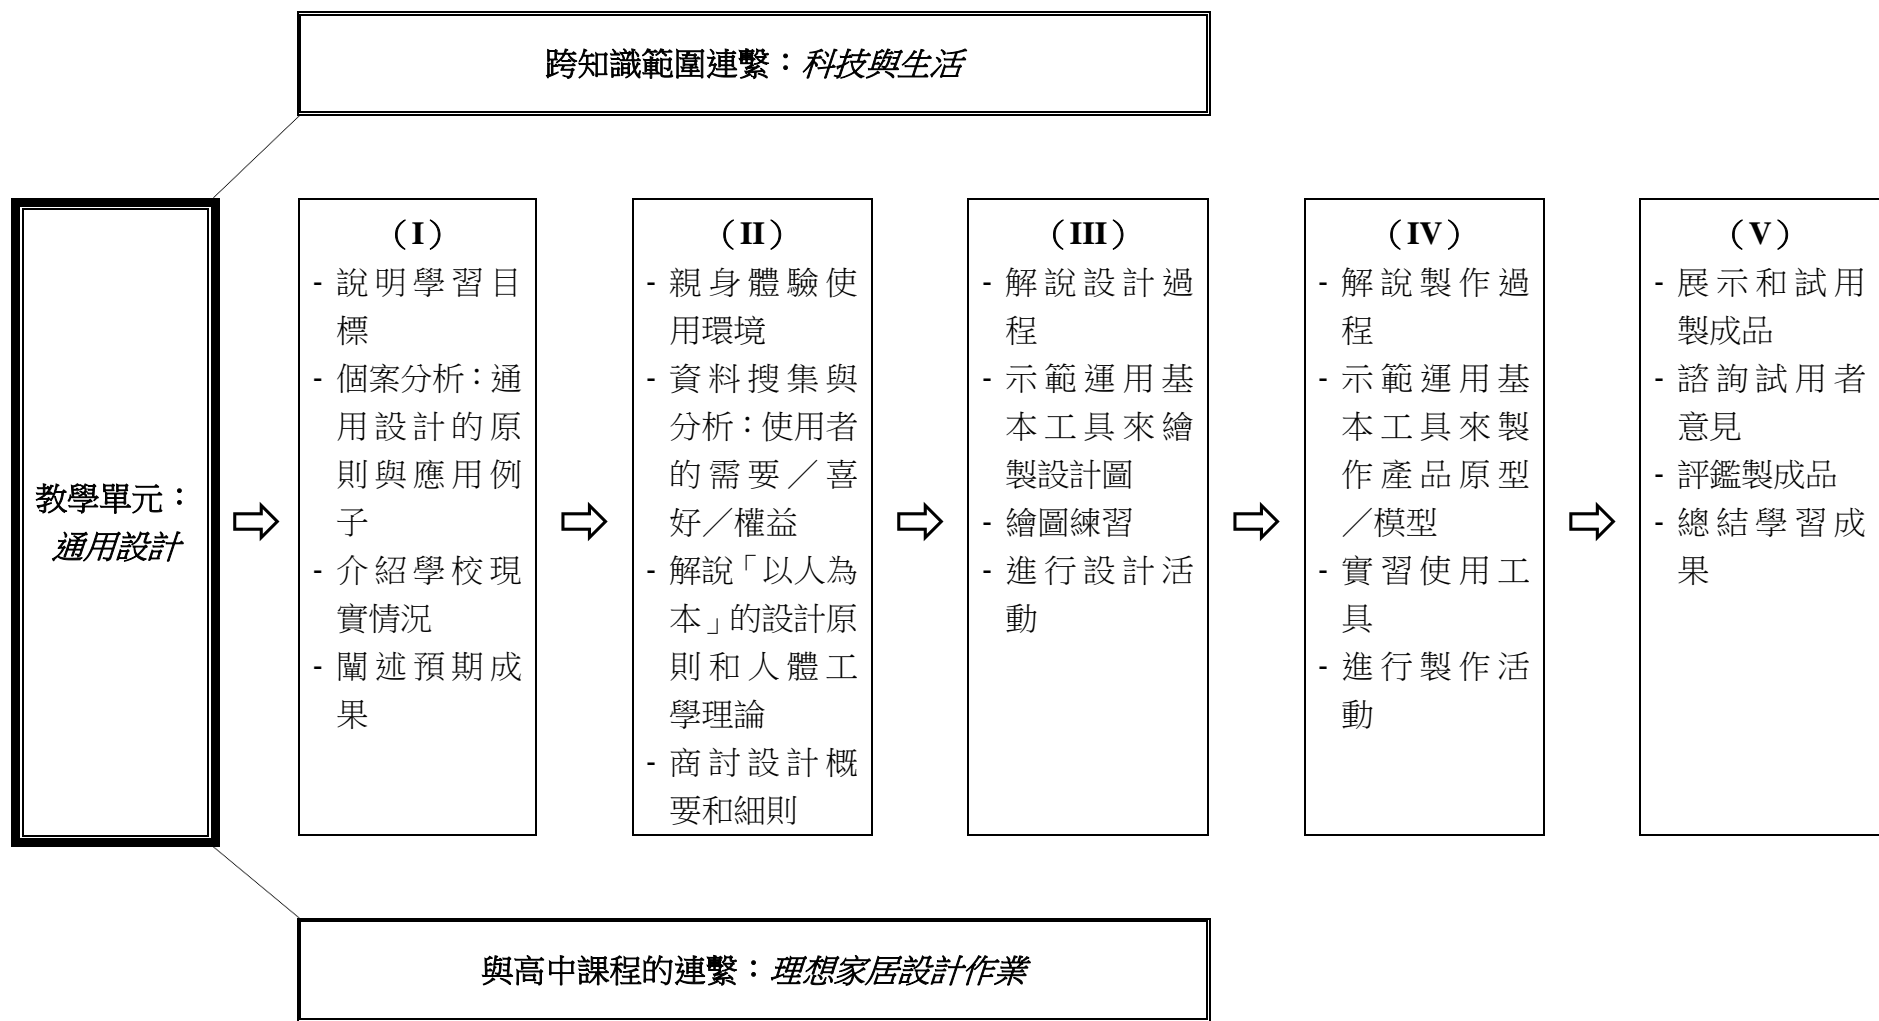 跨知識範圍連繫：科技與生活
教學單元：
通用設計
（I）
- 說明學習目
標
- 個案分析：通
用設計的原
則與應用例
子
- 介紹學校現
實情況
- 闡述預期成
果
（II）
- 親身體驗使
用環境
- 資料搜集與
分析：使用者
的需要／喜
好／權益
- 解說「以人為
本」的設計原
則和人體工
學理論
- 商討設計概
要和細則
（III）
- 解說設計過
程
- 示範運用基
本工具來繪
製設計圖
- 繪圖練習
- 進行設計活
動
（IV）
- 解說製作過
程
- 示範運用基
本工具來製
作產品原型
／模型
- 實習使用工
具
- 進行製作活
動
（V）
- 展示和試用
製成品
- 諮詢試用者
意見
- 評鑑製成品
- 總結學習成
果
與高中課程的連繫：理想家居設計作業